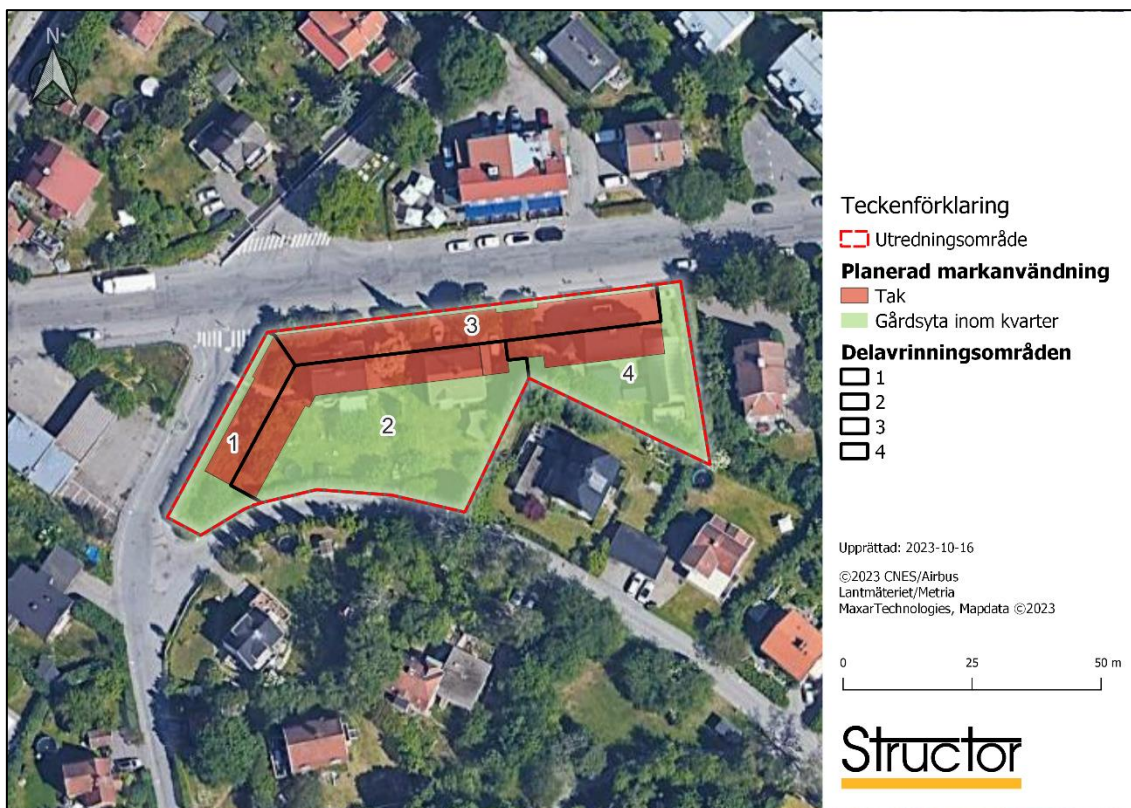 N
3
4
2
1
Teckenförklaring
Utredningsområde
Planerad markanvändning
Tak
Gårdsyta inom kvarter
Delavrinningsområden
1
2
3
4
Upprättad: 2023-10-16
©2023 CNES/Airbus
Lantmäteriet/Metria
MaxarTechnologies, Mapdata ©2023
0 25 50 m
Structor